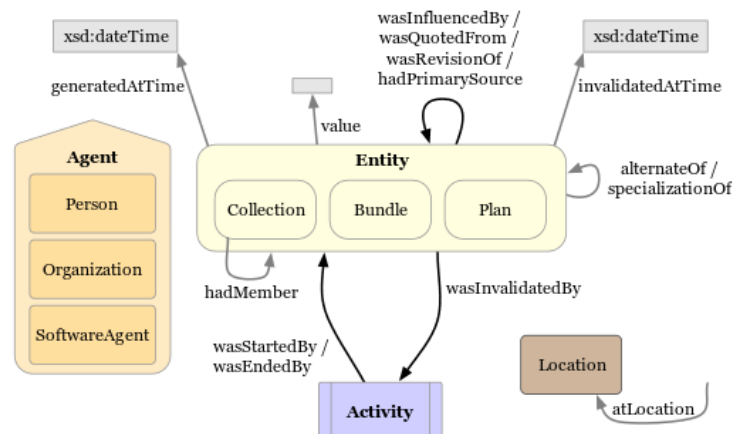 wasInfluencedBy /
wasQuotedFrom /
wasRevisionOf /
hadPrimarySource
xsd:dateTime
xsd:dateTime
generatedAtTime
invalidatedAtTime
value
Agent
Person
Organization
SoftwareAgent
Entity
Collection
Bundle
Plan
alternateOf /
specializationOf
hadMember
wasInvalidatedBy
wasStartedBy /
wasEndedBy
Location
atLocation
Activity